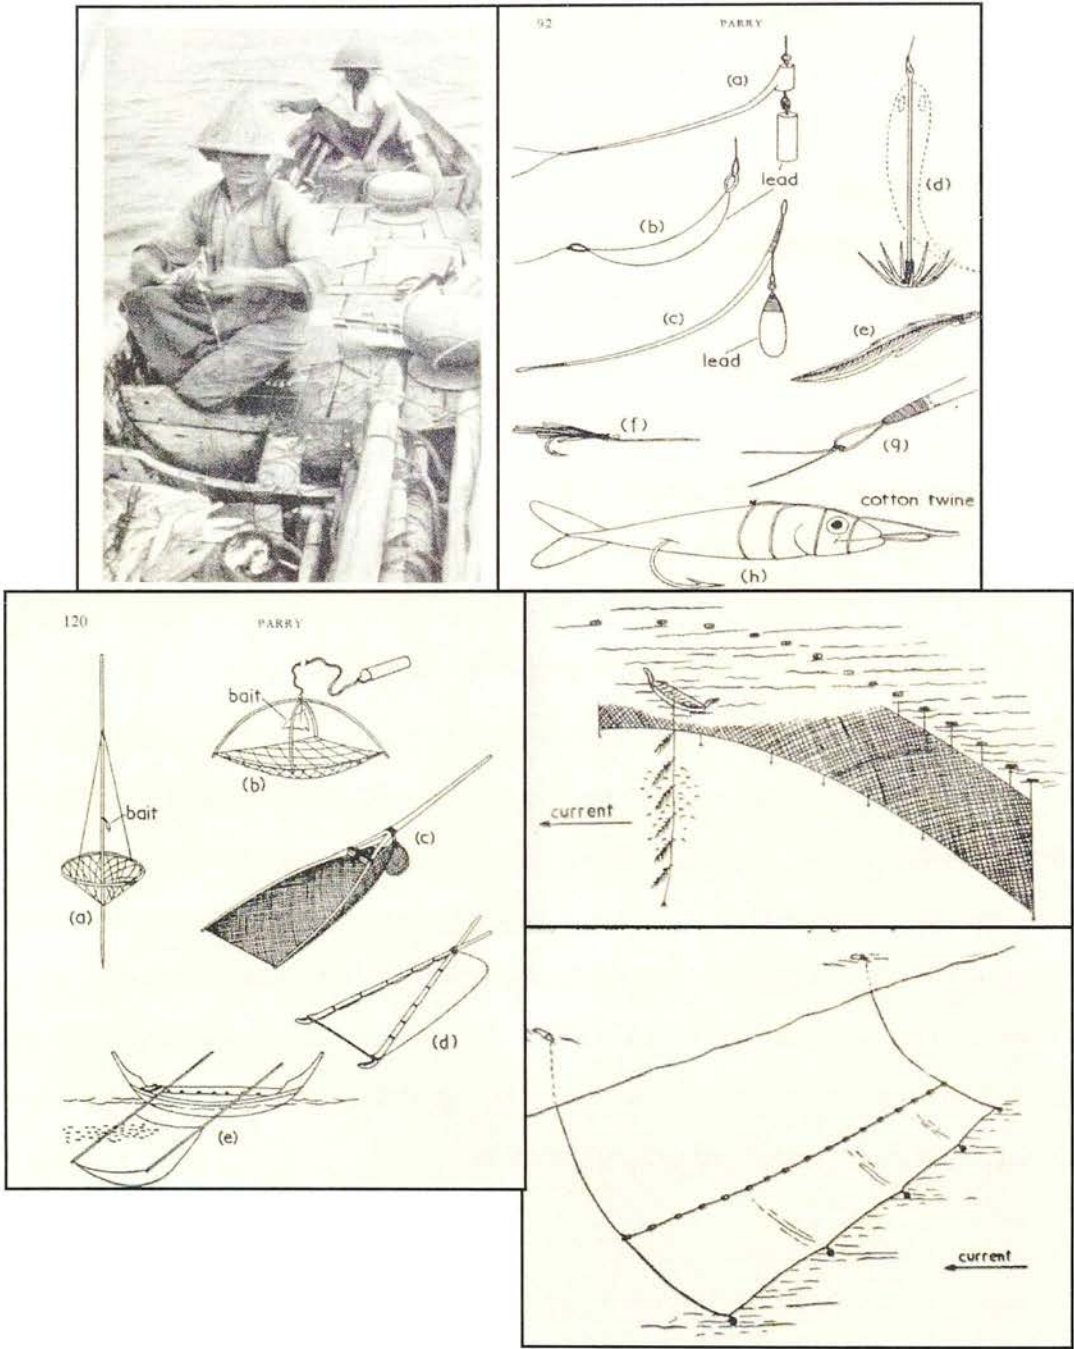 92 PARRY
(a)
lead
(b)
(d)
(c)
lead
(e)
(f)
(g)
cotton twine
(h)
120 PARRY
bait
(b)
bait
(c)
(a)
(d)
(e)
current
current